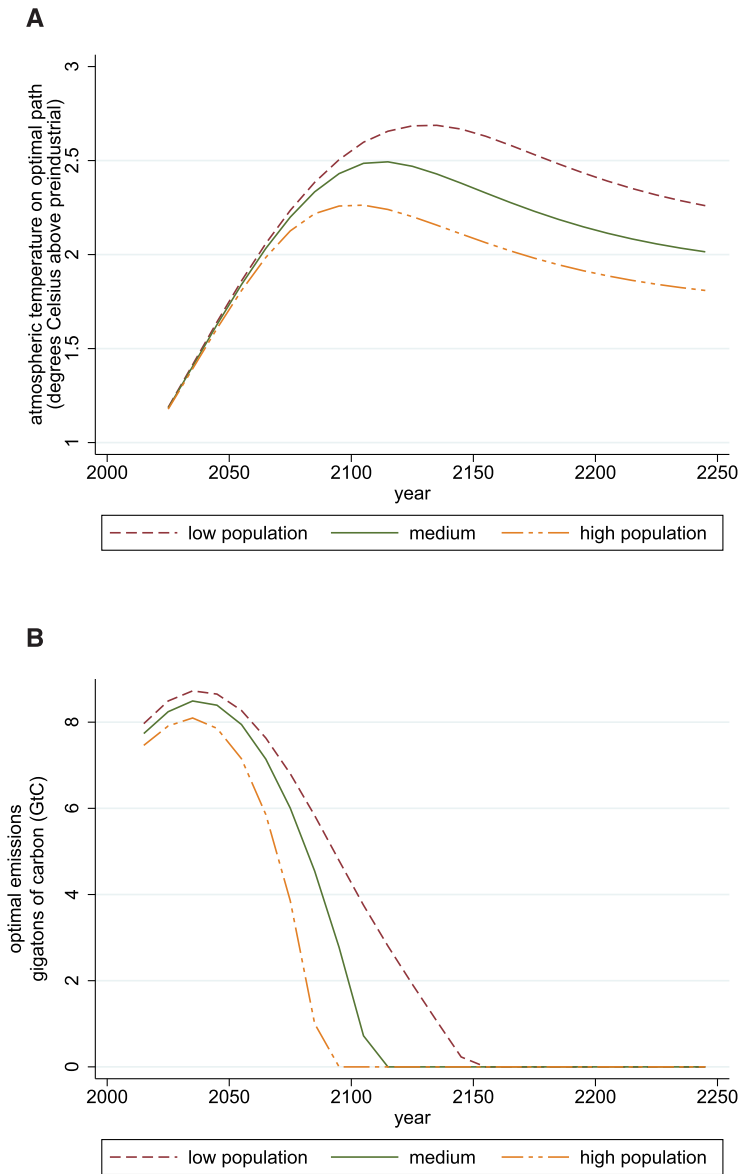 A
atmospheric temperature on optimal path
(degrees Celsius above preindustrial)
3
2.5
2
1.5
1
2000 2050 2100 2150 2200 2250
year
low population medium high population
B
optimal emissions
gigatons of carbon (GtC)
8
6
4
2
0
2000 2050 2100 2150 2200 2250
year
low population medium high population